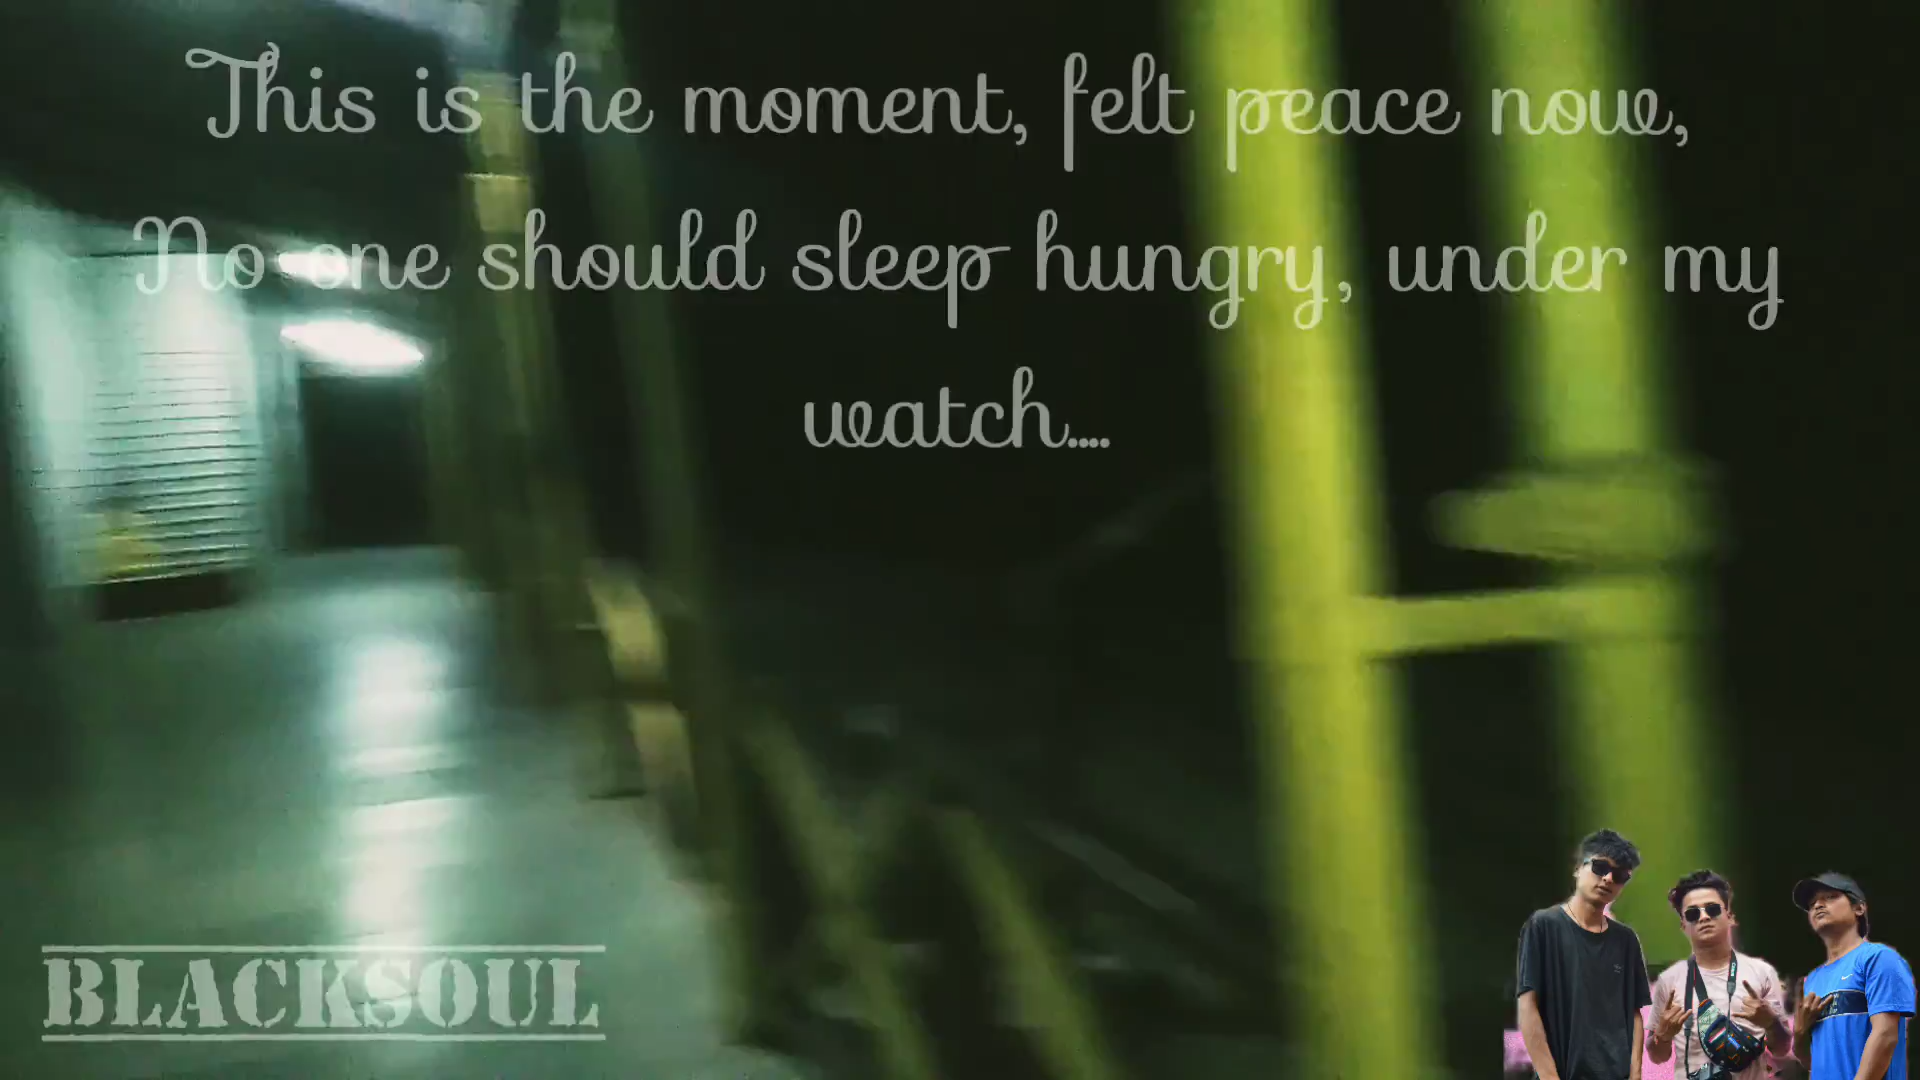 This is the moment, felt peace now,
No one should sleep hungry, under my
watch....
BLACKSOUL